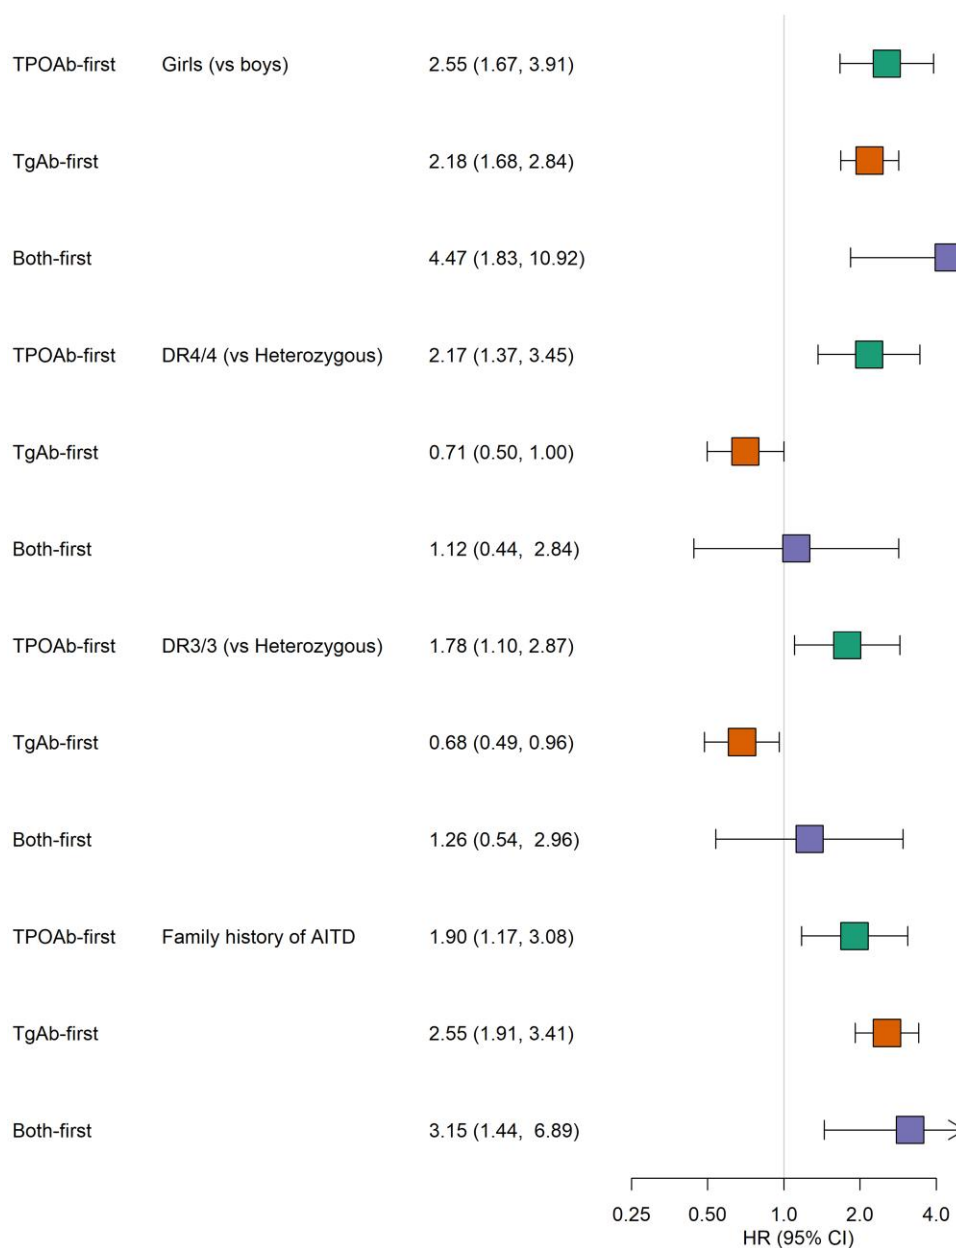 TPOAb-first Girls (vs boys) 2.55 (1.67, 3.91)
TgAb-first 2.18 (1.68, 2.84)
Both-first 4.47 (1.83, 10.92)
TPOAb-first DR4/4 (vs Heterozygous) 2.17 (1.37, 3.45)
TgAb-first 0.71 (0.50, 1.00)
Both-first 1.12 (0.44, 2.84)
TPOAb-first DR3/3 (vs Heterozygous) 1.78 (1.10, 2.87)
TgAb-first 0.68 (0.49, 0.96)
Both-first 1.26 (0.54, 2.96)
TPOAb-first Family history of AITD 1.90 (1.17, 3.08)
TgAb-first 2.55 (1.91, 3.41)
Both-first 3.15 (1.44, 6.89)
0.25 0.50 1.0 2.0 4.0
HR (95% CI)